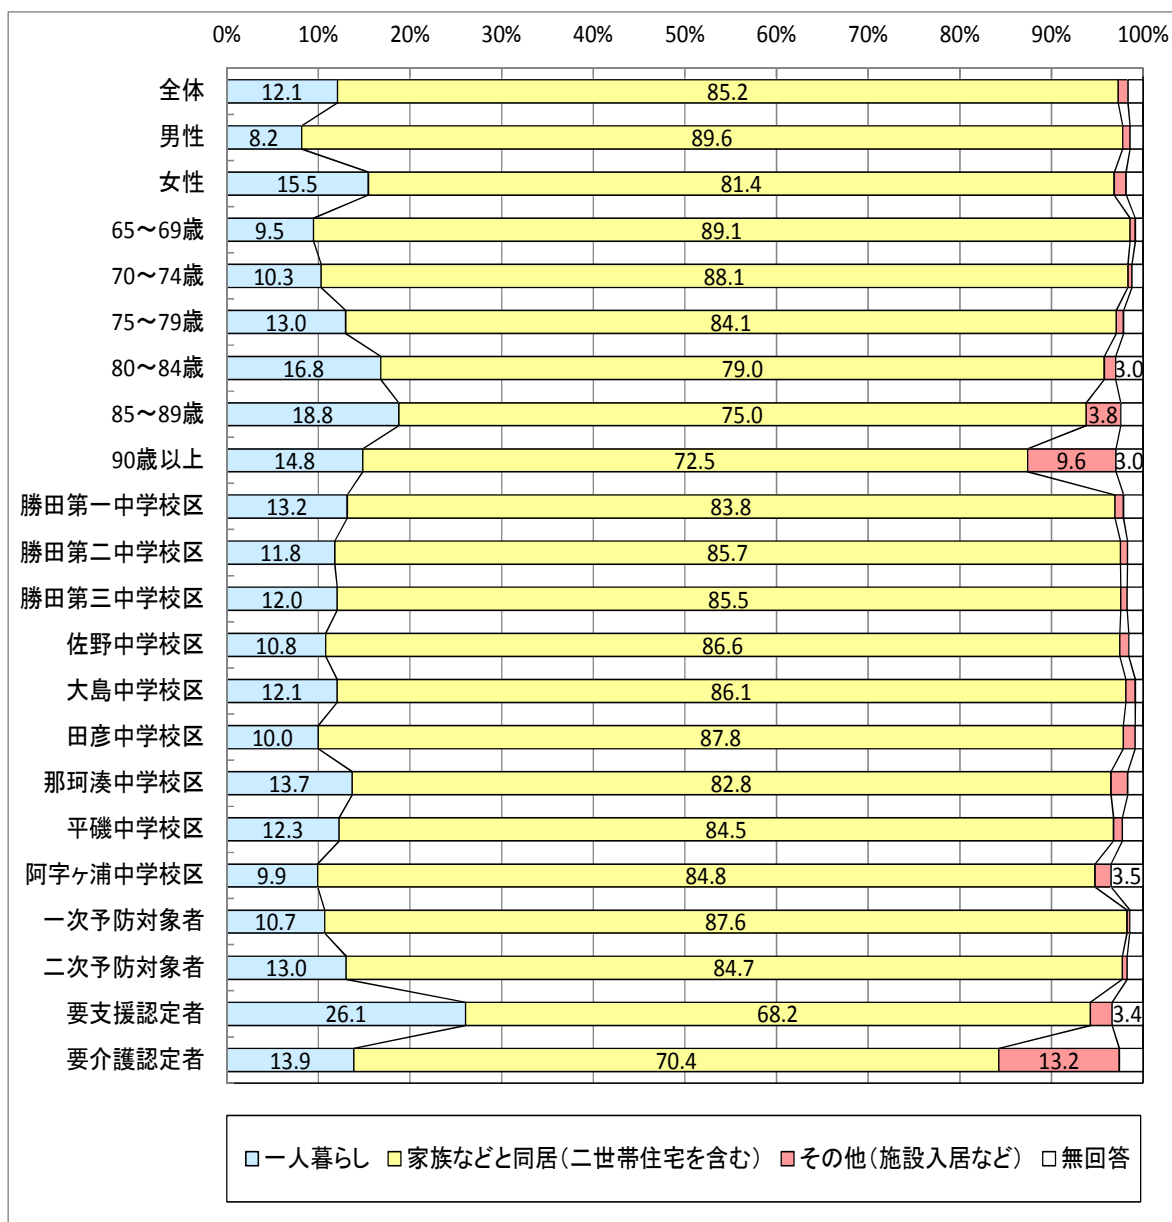 0% 10% 20% 30% 40% 50% 60% 70% 80% 90% 100%
全体 12.1 85.2
男性 8.2 89.6
女性 15.5 81.4
65～69歳 9.5 89.1
70～74歳 10.3 88.1
75～79歳 13.0 84.1
80～84歳 16.8 79.0 3.0
85～89歳 18.8 75.0 3.8
90歳以上 14.8 72.5 9.6 3.0
勝田第一中学校区 13.2 83.8
勝田第二中学校区 11.8 85.7
勝田第三中学校区 12.0 85.5
佐野中学校区 10.8 86.6
大島中学校区 12.1 86.1
田彦中学校区 10.0 87.8
那珂湊中学校区 13.7 82.8
平磯中学校区 12.3 84.5
阿字ヶ浦中学校区 9.9 84.8 3.5
一次予防対象者 10.7 87.6
二次予防対象者 13.0 84.7
要支援認定者 26.1 68.2 3.4
要介護認定者 13.9 70.4 13.2
一人暮らし 家族などと同居(二世帯住宅を含む) その他(施設入居など) 無回答